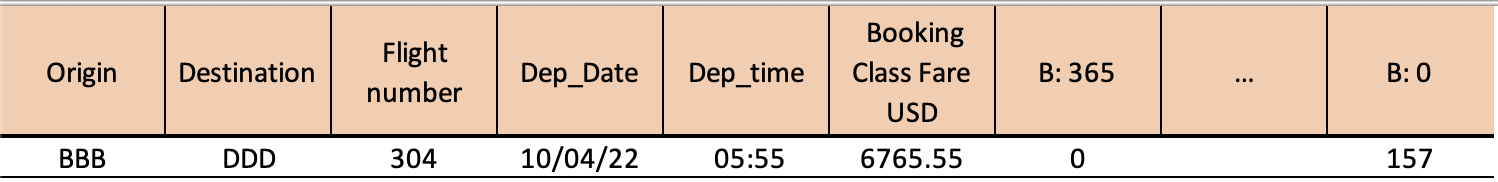 Origin Destination Flight number Dep_Date Dep_time Booking Class Fare USD B: 365 ... B: 0
BBB DDD 304 10/04/22 05:55 6765.55 0 157